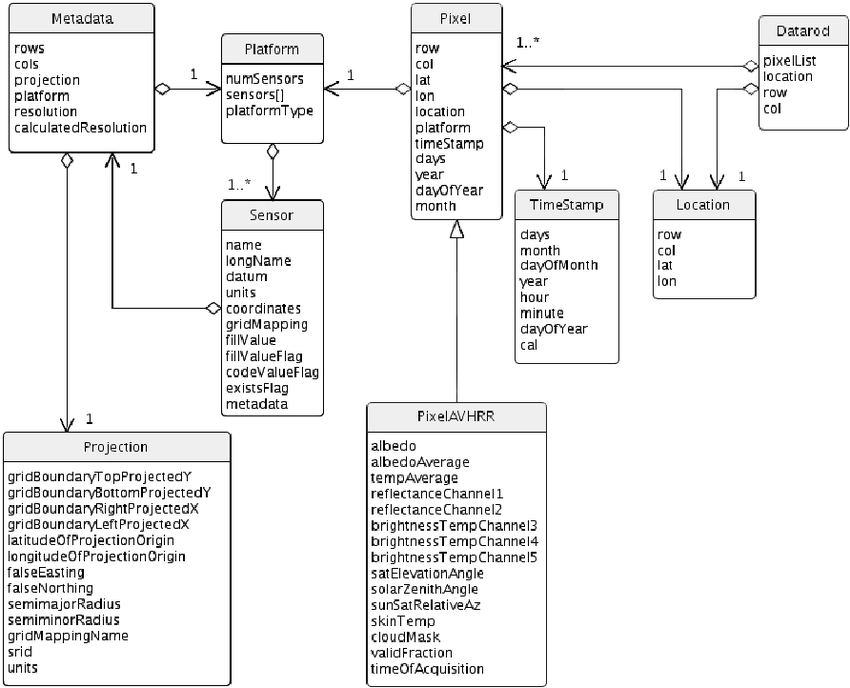 Metadata
rows
cols
projection
platform
resolution
calculatedResolution
1
Platform
numSensors
sensors[]
platformType
1
Pixel
row
col
lat
lon
location
platform
timeStamp
days
year
dayOfYear
month
1..*
Datarod
pixelList
location
row
col
1
1..*
Sensor
name
longName
datum
units
coordinates
gridMapping
fillValue
fillValueFlag
codeValueFlag
existsFlag
metadata
1
TimeStamp
days
month
dayOfMonth
year
hour
minute
dayOfYear
cal
1
1
Location
row
col
lat
lon
1
Projection
gridBoundaryTopProjectedY
gridBoundaryBottomProjectedY
gridBoundaryRightProjectedX
gridBoundaryLeftProjectedX
latitudeOfProjectionOrigin
longitudeOfProjectionOrigin
falseEasting
falseNorthing
semimajorRadius
semiminorRadius
gridMappingName
srid
units
PixelAVHRR
albedo
albedoAverage
tempAverage
reflectanceChannel1
reflectanceChannel2
brightnessTempChannel3
brightnessTempChannel4
brightnessTempChannel5
satElevationAngle
solarZenithAngle
sunSatRelativeAz
skinTemp
cloudMask
validFraction
timeOfAcquisition